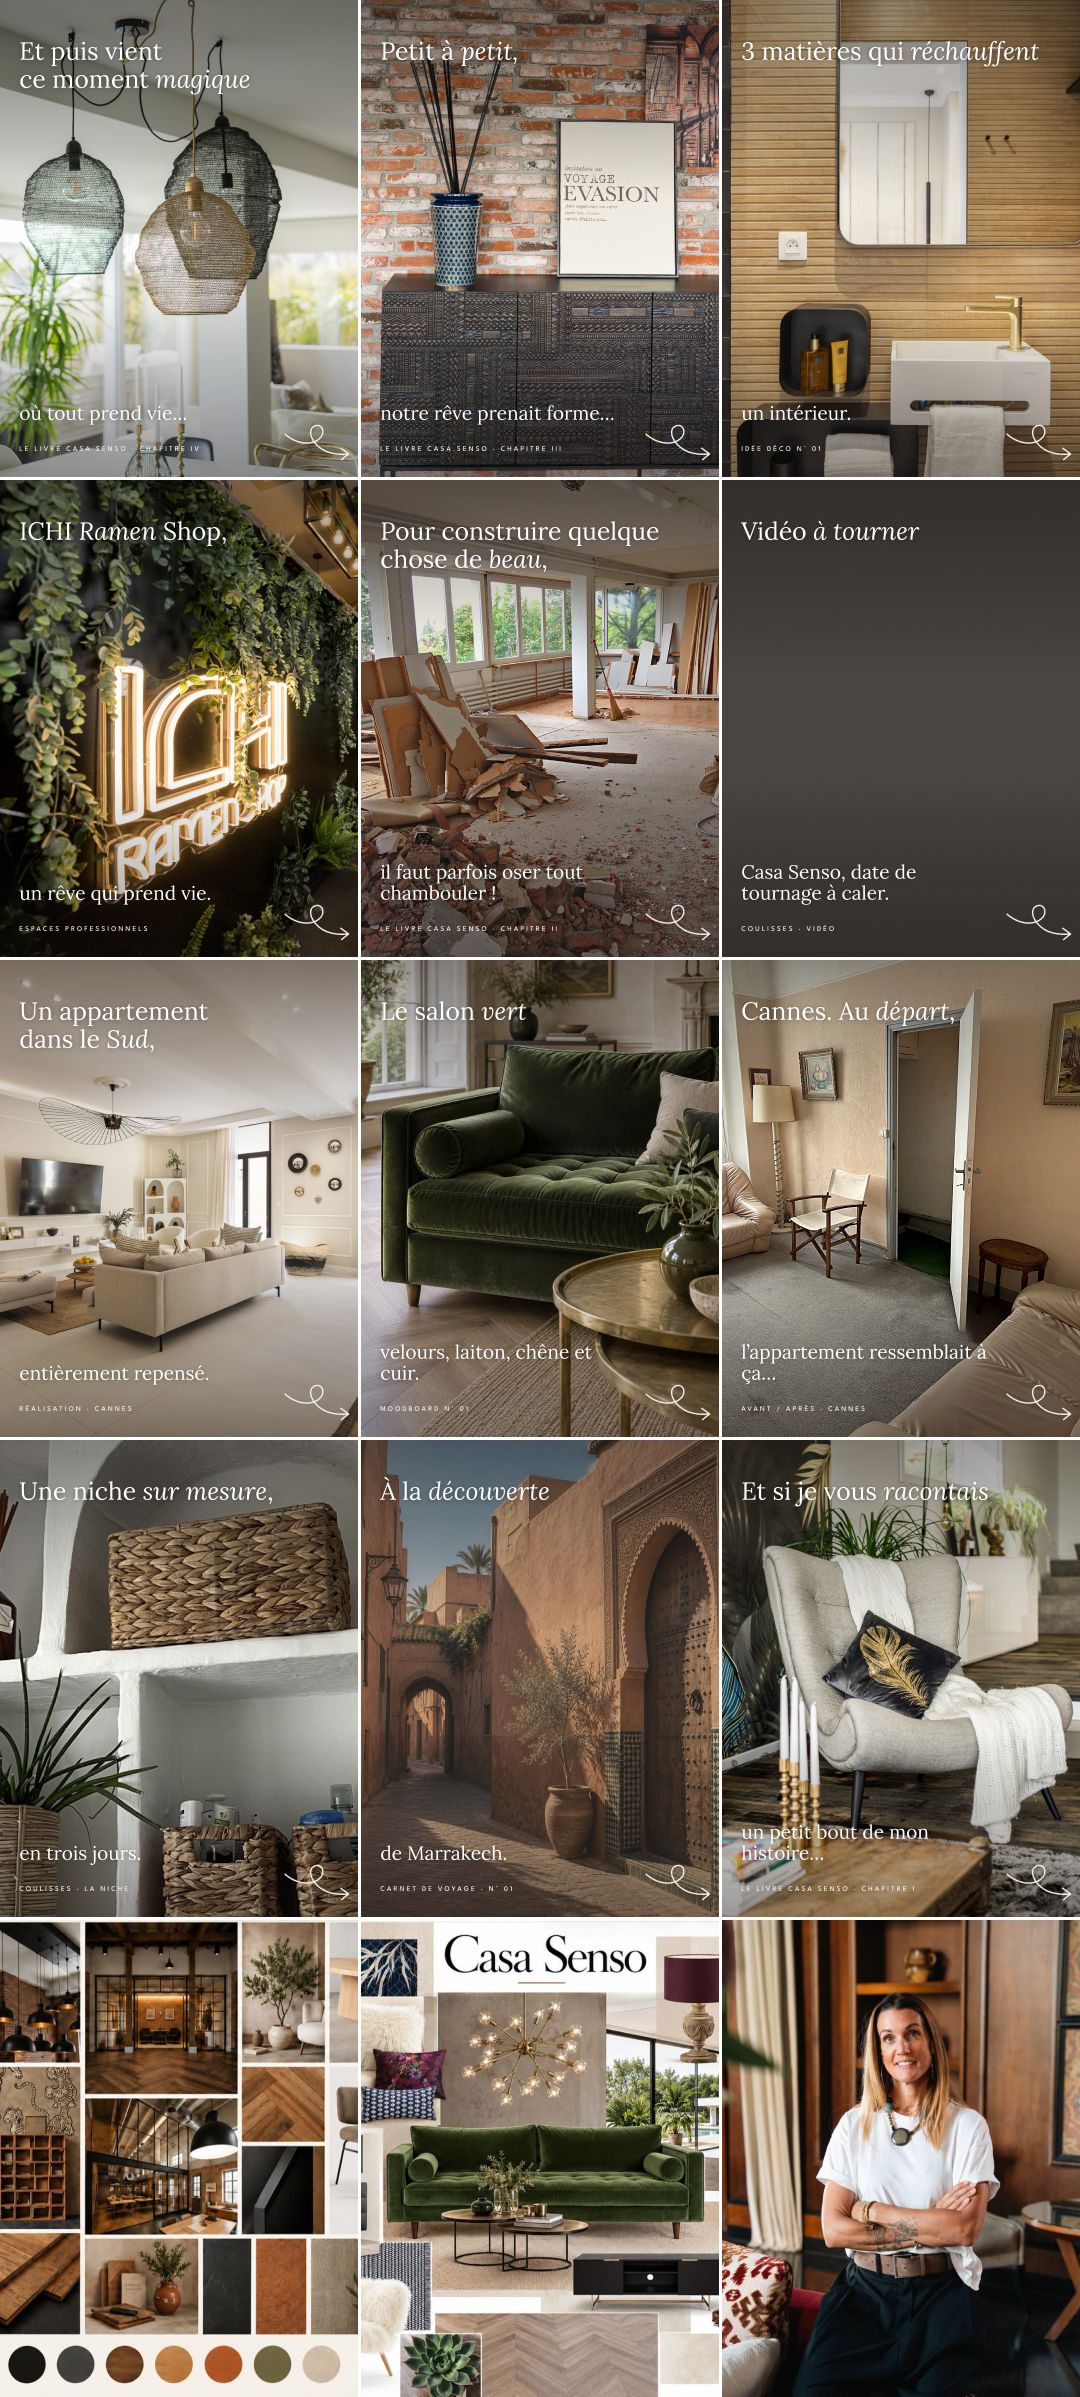 Et puis vient
ce moment magique
où tout prend vie...
LE LIVRE CASA SENSO · CHAPITRE IV
Petit à petit,
invitation au
VOYAGE
EVASION
notre rêve prenait forme...
LE LIVRE CASA SENSO · CHAPITRE III
3 matières qui réchauffent
un intérieur.
IDÉE DÉCO N° 01
ICHI Ramen Shop,
ICHI
RAMEN SHOP
un rêve qui prend vie.
ESPACES PROFESSIONNELS
Pour construire quelque
chose de beau,
il faut parfois oser tout
chambouler !
LE LIVRE CASA SENSO · CHAPITRE II
Vidéo à tourner
Casa Senso, date de
tournage à caler.
COULISSES · VIDÉO
Un appartement
dans le Sud,
entièrement repensé.
RÉALISATION · CANNES
Le salon vert
velours, laiton, chêne et
cuir.
MOODBOARD N° 01
Cannes. Au départ,
l'appartement ressemblait à
ça...
AVANT / APRÈS · CANNES
Une niche sur mesure,
en trois jours.
COULISSES · LA NICHE
À la découverte
de Marrakech.
CARNET DE VOYAGE · N° 01
Et si je vous racontais
un petit bout de mon
histoire...
LE LIVRE CASA SENSO · CHAPITRE I
Casa Senso